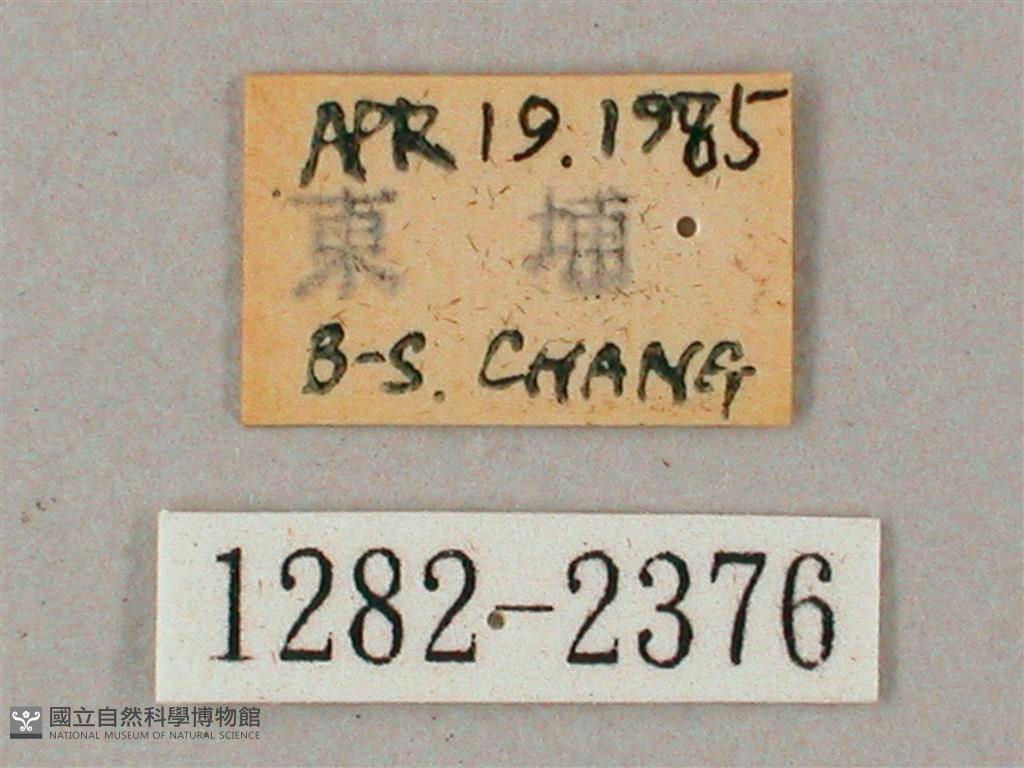 APR 19.1985
東埔
B-S. CHANG
1282-2376
國立自然科學博物館
NATIONAL MUSEUM OF NATURAL SCIENCE